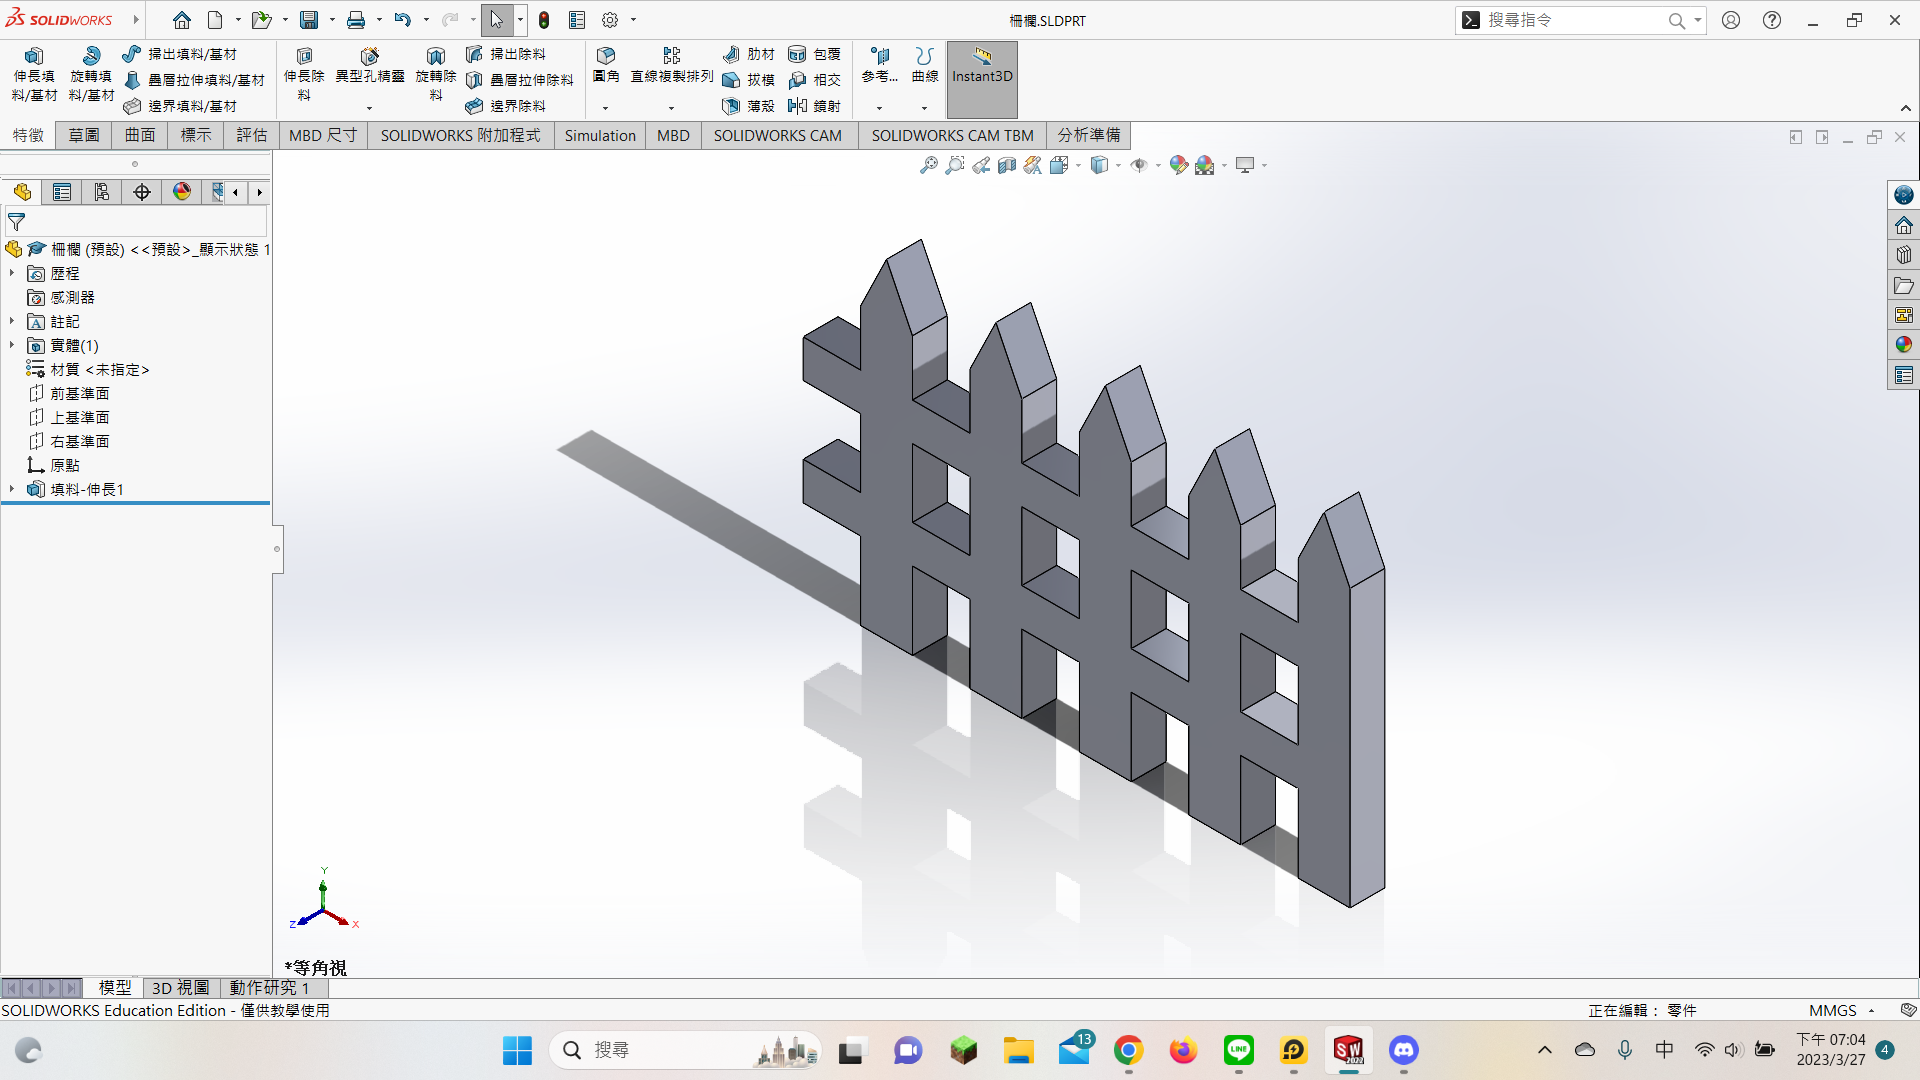 SOLIDWORKS
柵欄.SLDPRT
搜尋指令
伸長填料/基材
旋轉填料/基材
掃出填料/基材
疊層拉伸填料/基材
邊界填料/基材
伸長除料
異型孔精靈
旋轉除料
掃出除料
疊層拉伸除料
邊界除料
圓角
直線複製排列
肋材
拔模
薄殼
包覆
相交
鏡射
參考...
曲線
Instant3D
特徵 草圖 曲面 標示 評估 MBD 尺寸 SOLIDWORKS 附加程式 Simulation MBD SOLIDWORKS CAM SOLIDWORKS CAM TBM 分析準備
柵欄 (預設) <<預設>_顯示狀態 1
歷程
感測器
註記
實體(1)
材質 <未指定>
前基準面
上基準面
右基準面
原點
填料-伸長1
Y
Z
X
*等角視
模型 3D 視圖 動作研究 1
SOLIDWORKS Education Edition - 僅供教學使用
正在編輯： 零件
MMGS
搜尋
13
LINE
SW
2022
中
下午 07:04
2023/3/27
4